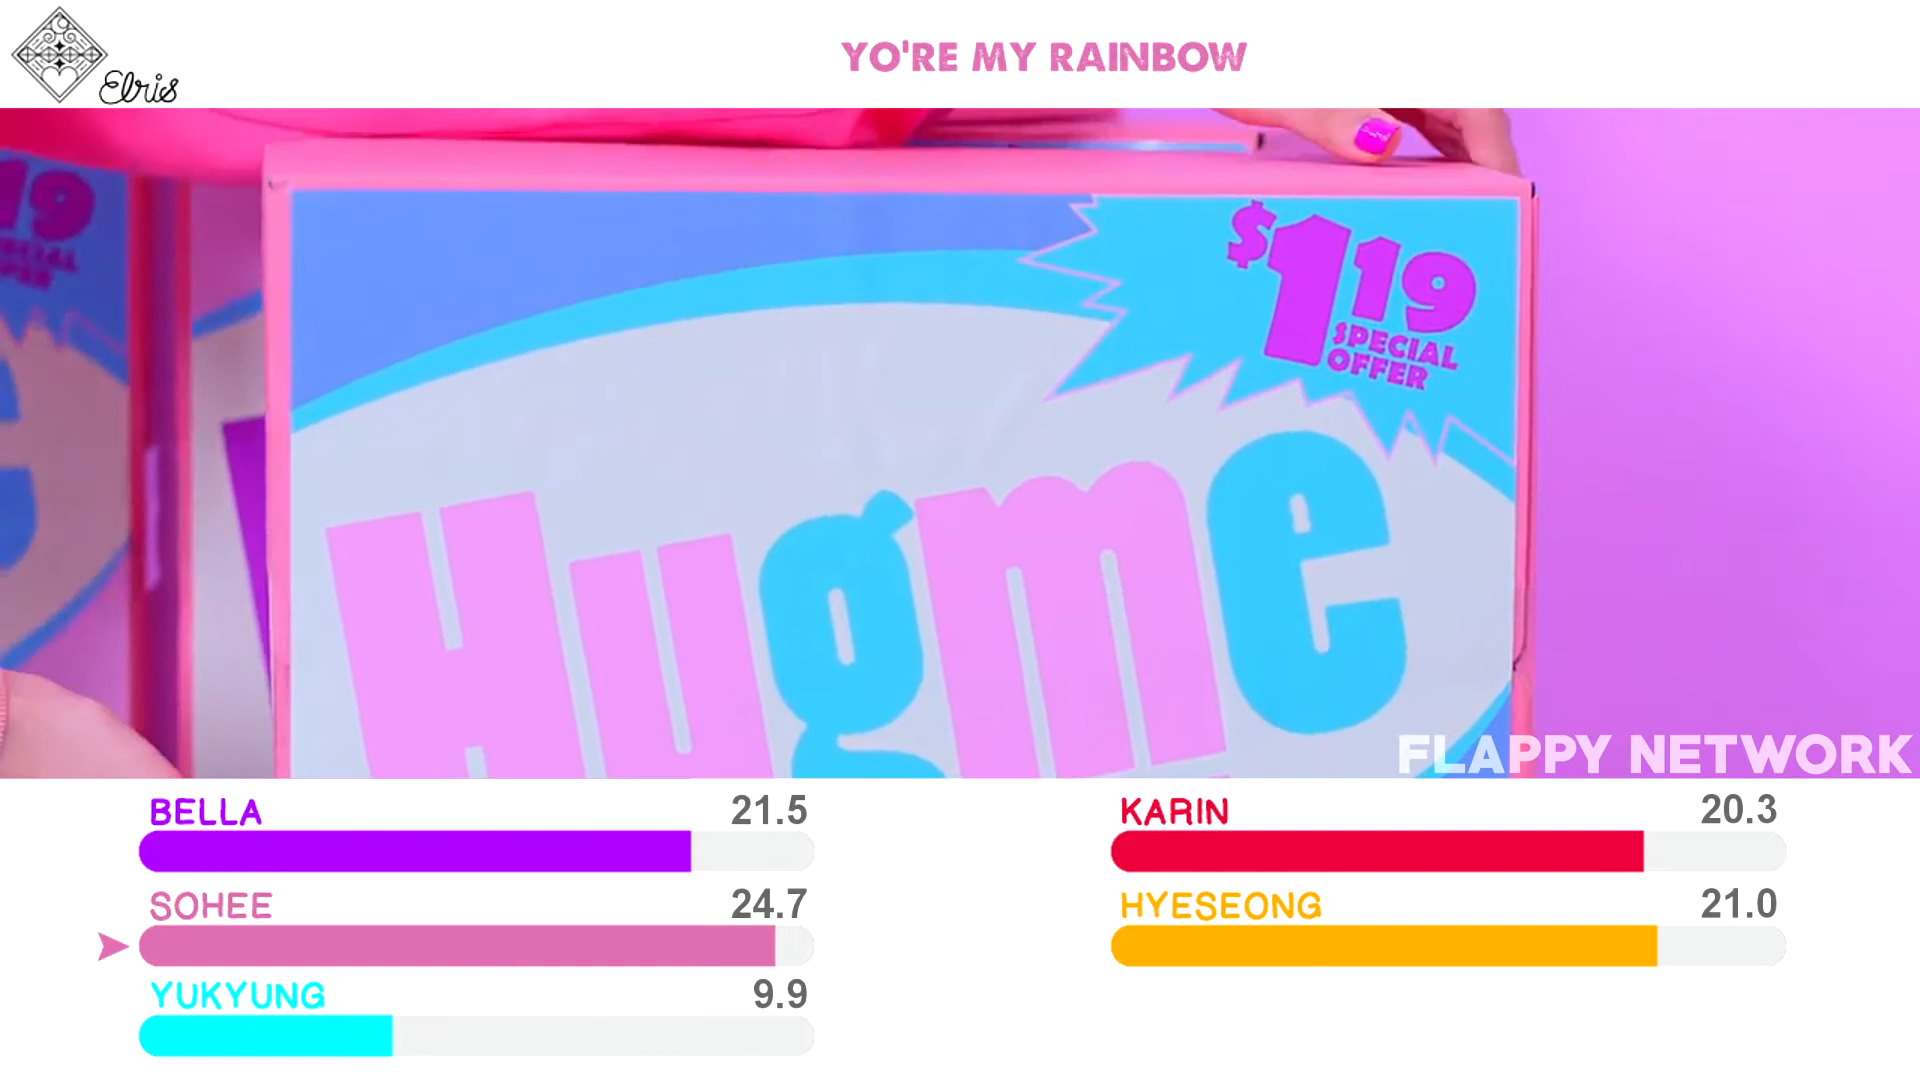 Elris
YO'RE MY RAINBOW
19
$119
SPECIAL
OFFER
Hugme
FLAPPY NETWORK
BELLA 21.5
SOHEE 24.7
YUKYUNG 9.9
KARIN 20.3
HYESEONG 21.0